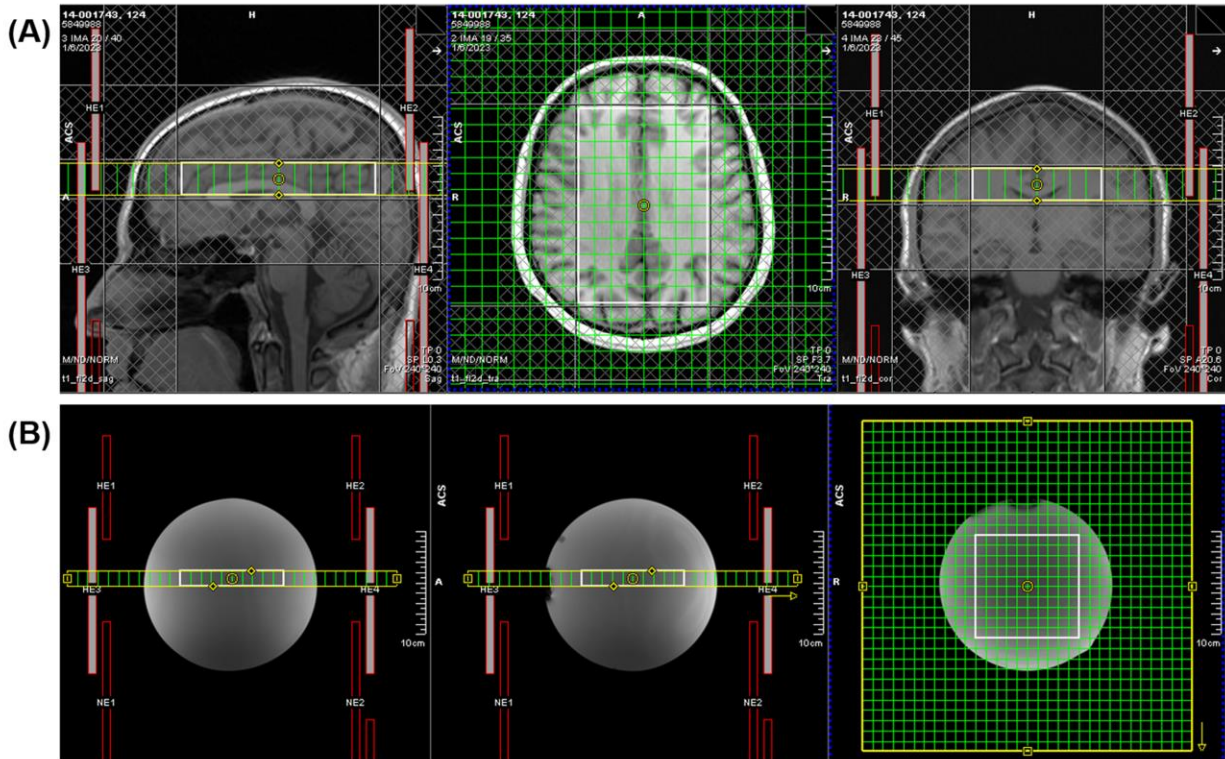 (A)
14-001743, 124
5849988
3 IMA 20 / 40
1/6/2023
H
HE1
HE2
ACS
A
HE3
HE4
10cm
M/ND/NORM
t1_fl2d_sag
TP 0
SP L0.3
FoV 240*240
Sag
14-001743, 124
5849988
2 IMA 19 / 35
1/6/2023
A
ACS
R
10cm
M/ND/NORM
t1_fl2d_tra
TP 0
SP F3.7
FoV 240*240
Tra
14-001743, 124
5849988
4 IMA 23 / 45
1/6/2023
H
HE1
HE2
ACS
R
HE3
HE4
10cm
M/ND/NORM
t1_fl2d_cor
TP 0
SP A20.6
FoV 240*240
Cor
(B)
HE1
HE2
HE3
HE4
10cm
NE1
NE2
ACS
HE1
HE2
A
HE3
HE4
10cm
NE1
NE2
ACS
R
10cm